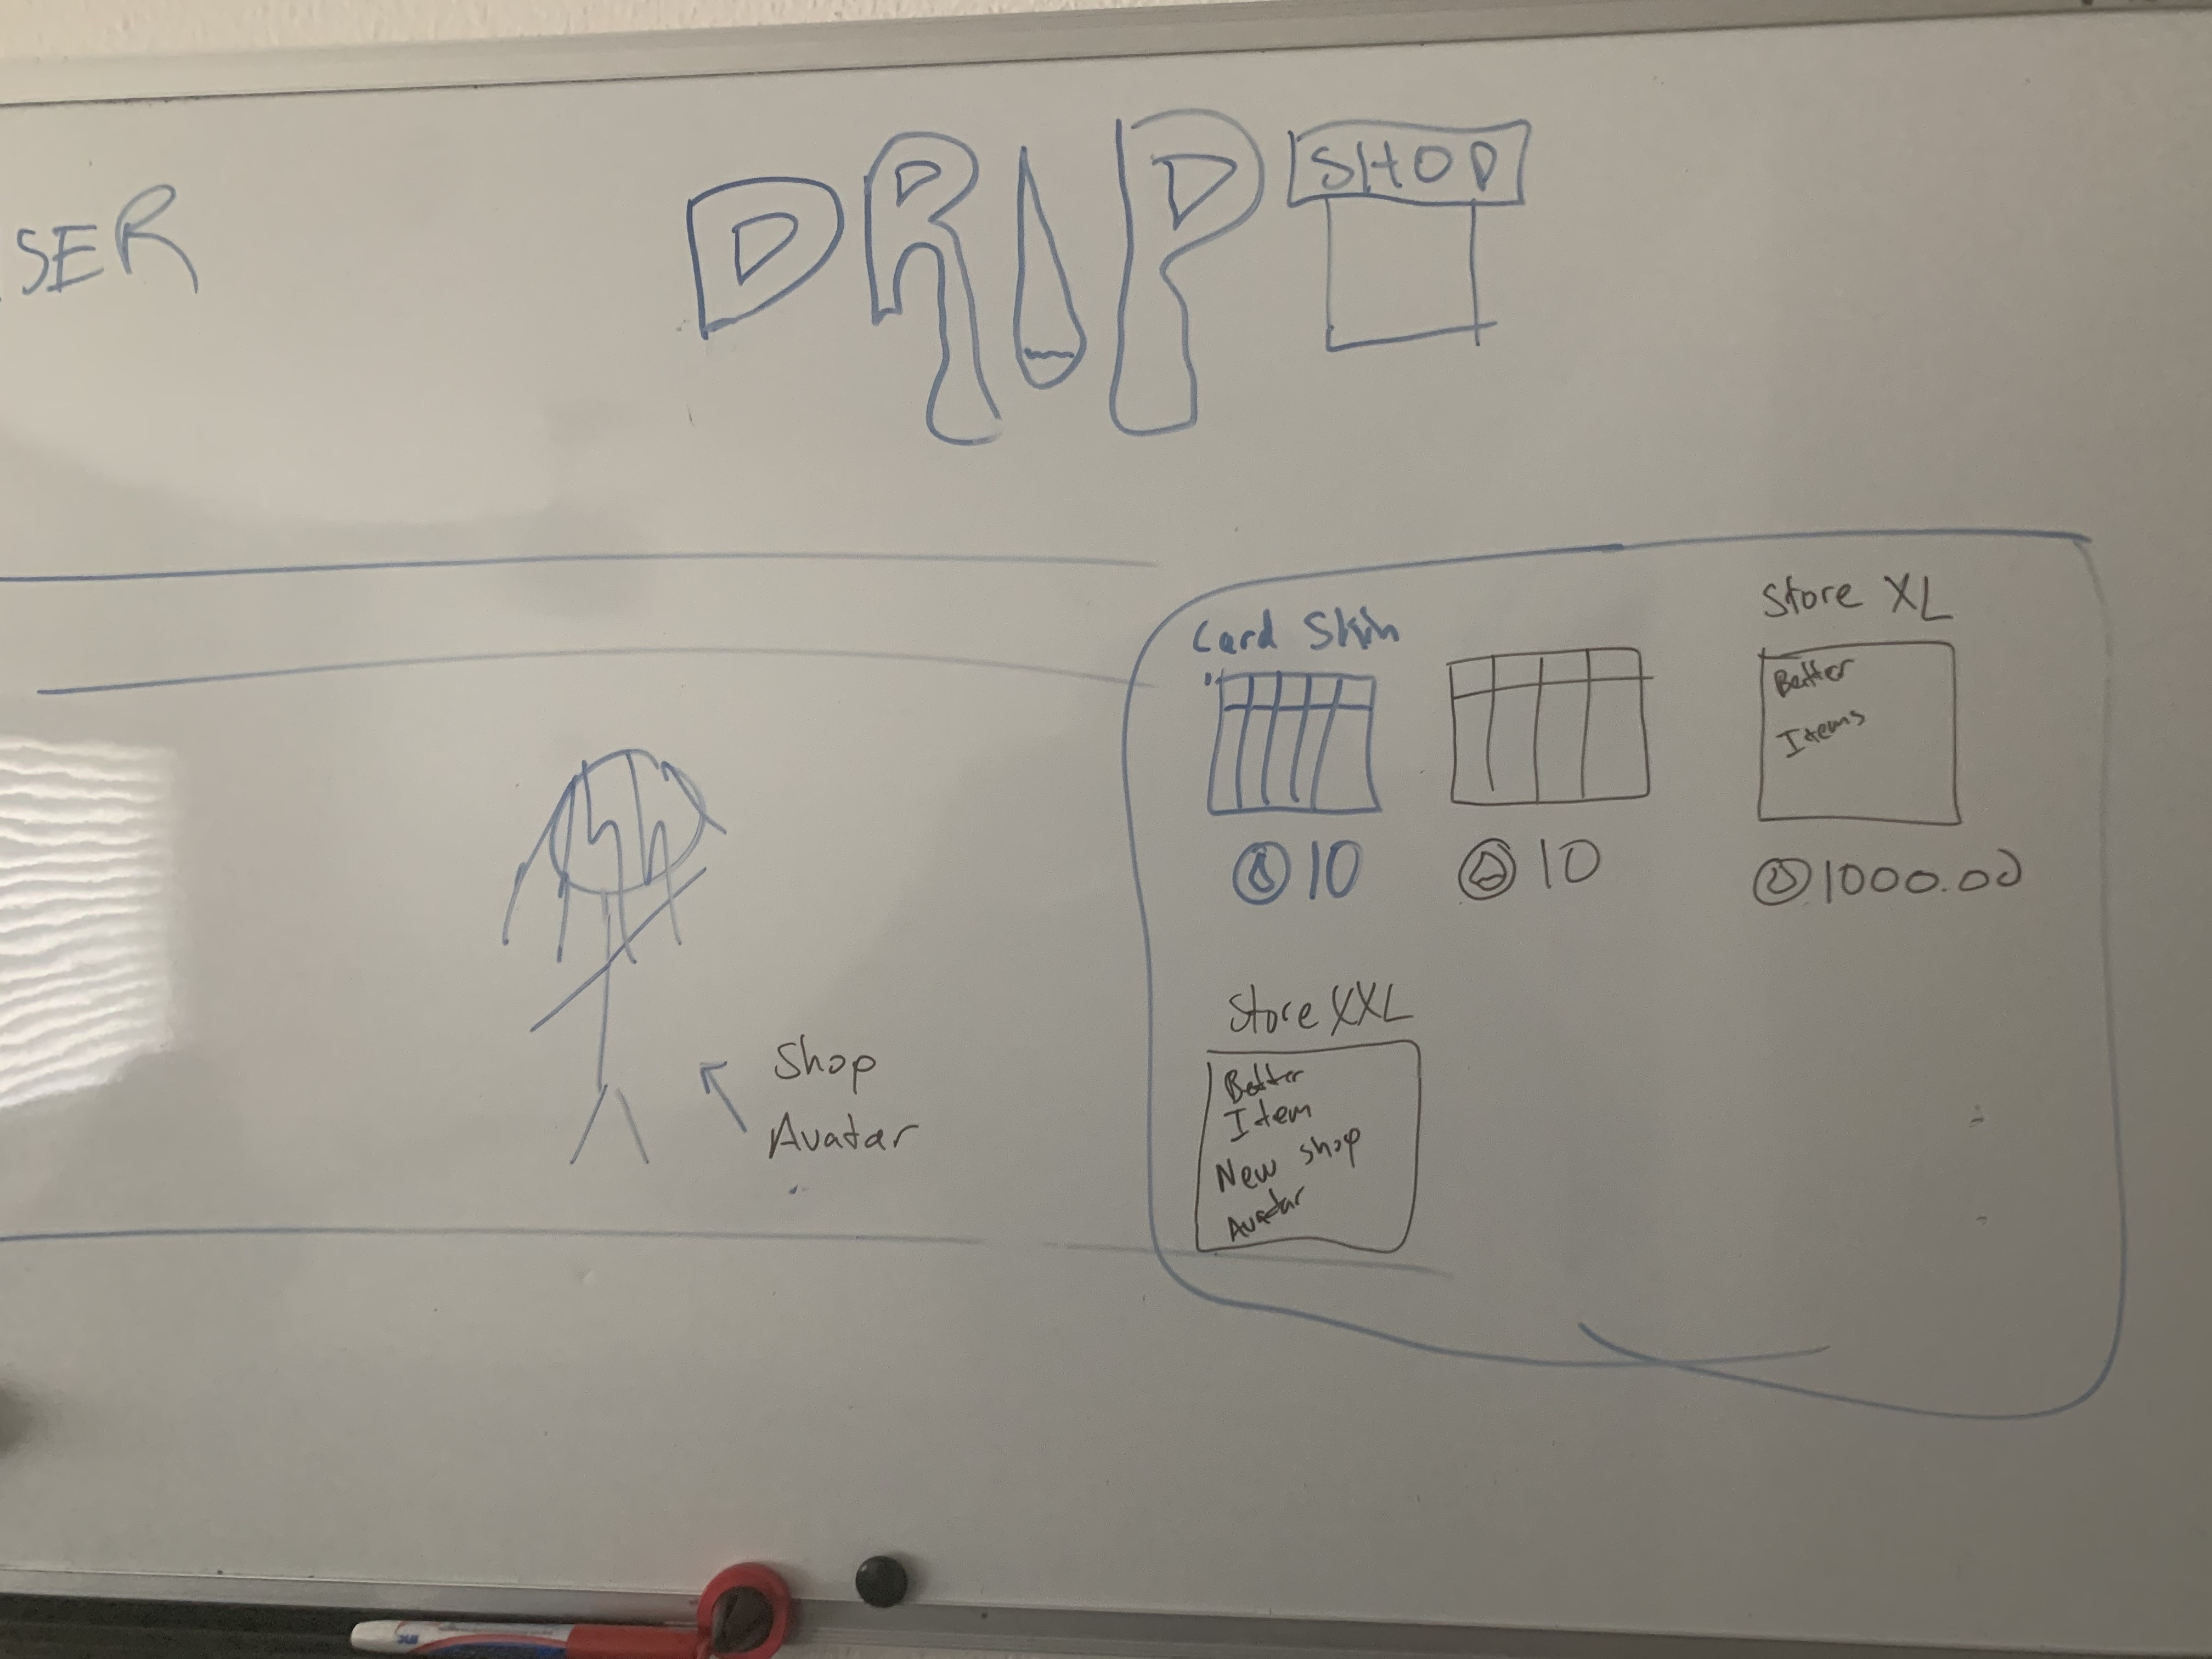 SER
DRIP SHOP
Card Skin
10
10
Store XL
Better
Items
1000.00
Store XXL
Better
Item
New shop
Avatar
Shop
Avatar